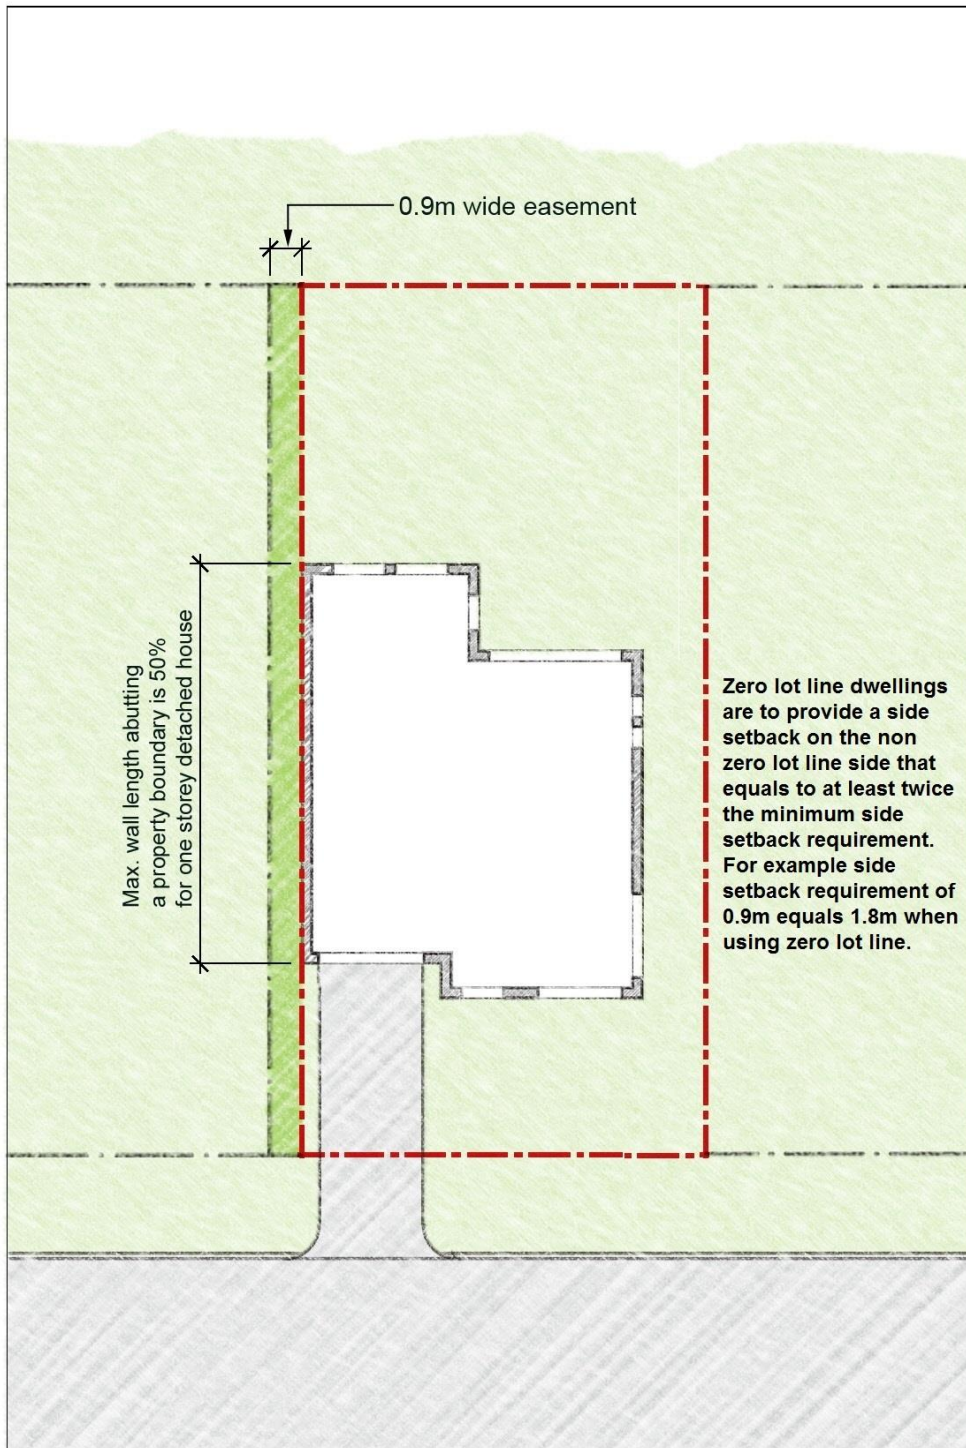 0.9m wide easement
Max. wall length abutting
a property boundary is 50%
for one storey detached house
Zero lot line dwellings
are to provide a side
setback on the non
zero lot line side that
equals to at least twice
the minimum side
setback requirement.
For example side
setback requirement of
0.9m equals 1.8m when
using zero lot line.